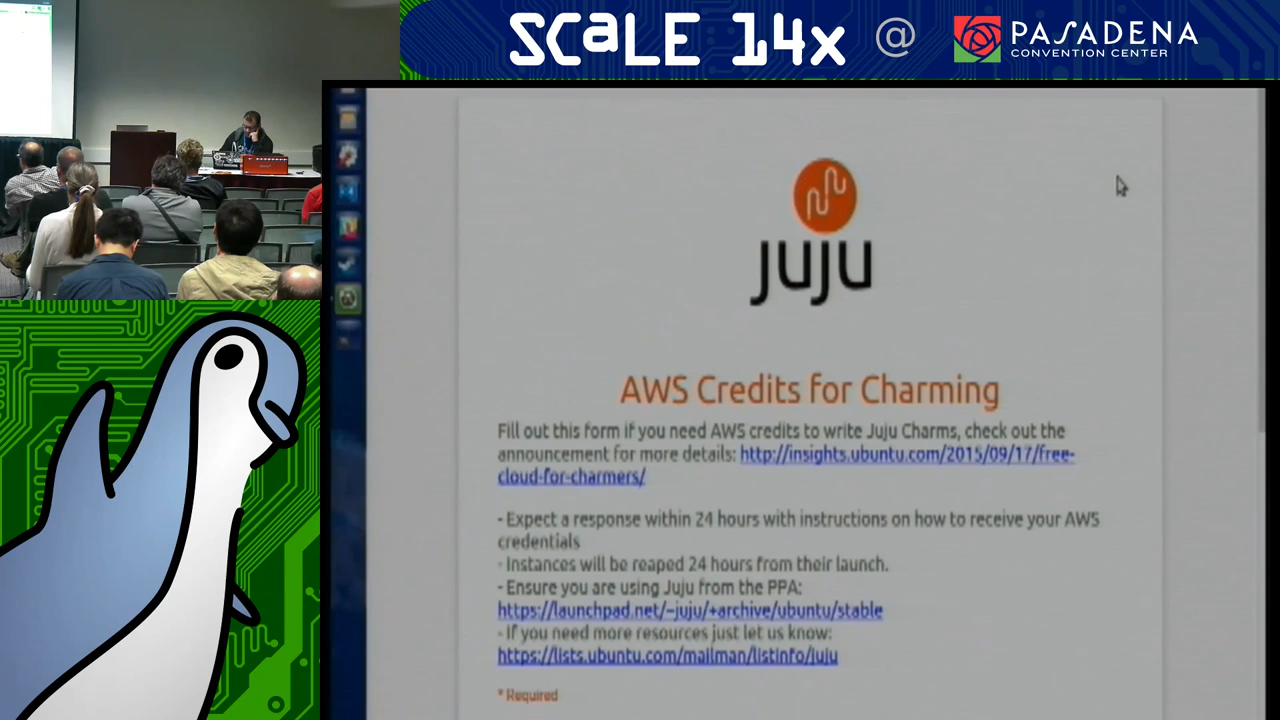 SCALE 14x @ PASADENA
CONVENTION CENTER
juju
AWS Credits for Charming
Fill out this form if you need AWS credits to write Juju Charms, check out the
announcement for more details: http://insights.ubuntu.com/2015/09/17/free-
cloud-for-charmers/
- Expect a response within 24 hours with instructions on how to receive your AWS
credentials
- Instances will be reaped 24 hours from their launch.
- Ensure you are using Juju from the PPA:
https://launchpad.net/~juju/+archive/ubuntu/stable
- If you need more resources just let us know:
https://lists.ubuntu.com/mailman/listinfo/juju
* Required